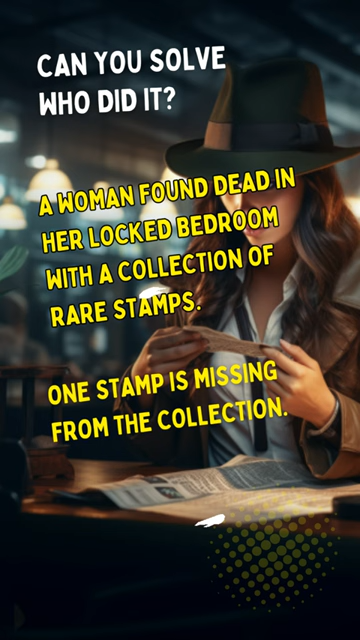 CAN YOU SOLVE
WHO DID IT?
A WOMAN FOUND DEAD IN
HER LOCKED BEDROOM
WITH A COLLECTION OF
RARE STAMPS.
ONE STAMP IS MISSING
FROM THE COLLECTION.